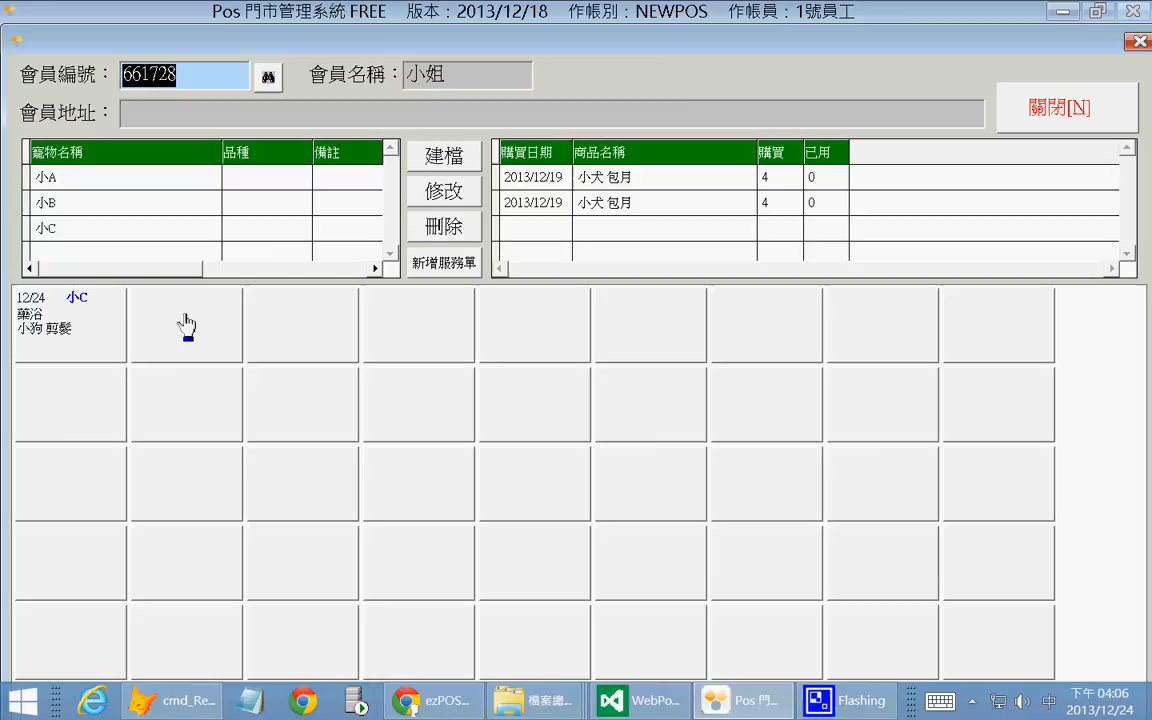 Pos 門市管理系統 FREE 版本：2013/12/18 作帳別：NEWPOS 作帳員：1號員工
會員編號： 661728 會員名稱： 小姐
會員地址：
關閉[N]
寵物名稱 品種 備註
小A
小B
小C
建檔
修改
刪除
新增服務單
購買日期 商品名稱 購買 已用
2013/12/19 小犬 包月 4 0
2013/12/19 小犬 包月 4 0
12/24 小C
藥浴
小狗 剪髮
cmd_Re... ezPOS... 檔案總... WebPo... Pos 門... Flashing 中 下午 04:06
2013/12/24